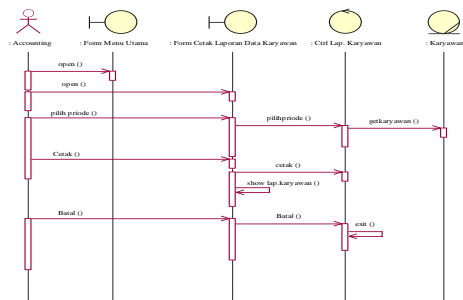 : Accounting
: Form Menu Utama
: Form Cetak Laporan Data Karyawan
: Ctrl Lap. Karyawan
: Karyawan
open ()
open ()
pilih priode ()
pilihpriode ()
getkaryawan ()
Cetak ()
cetak ()
show lap.karyawan ()
Batal ()
Batal ()
exit ()